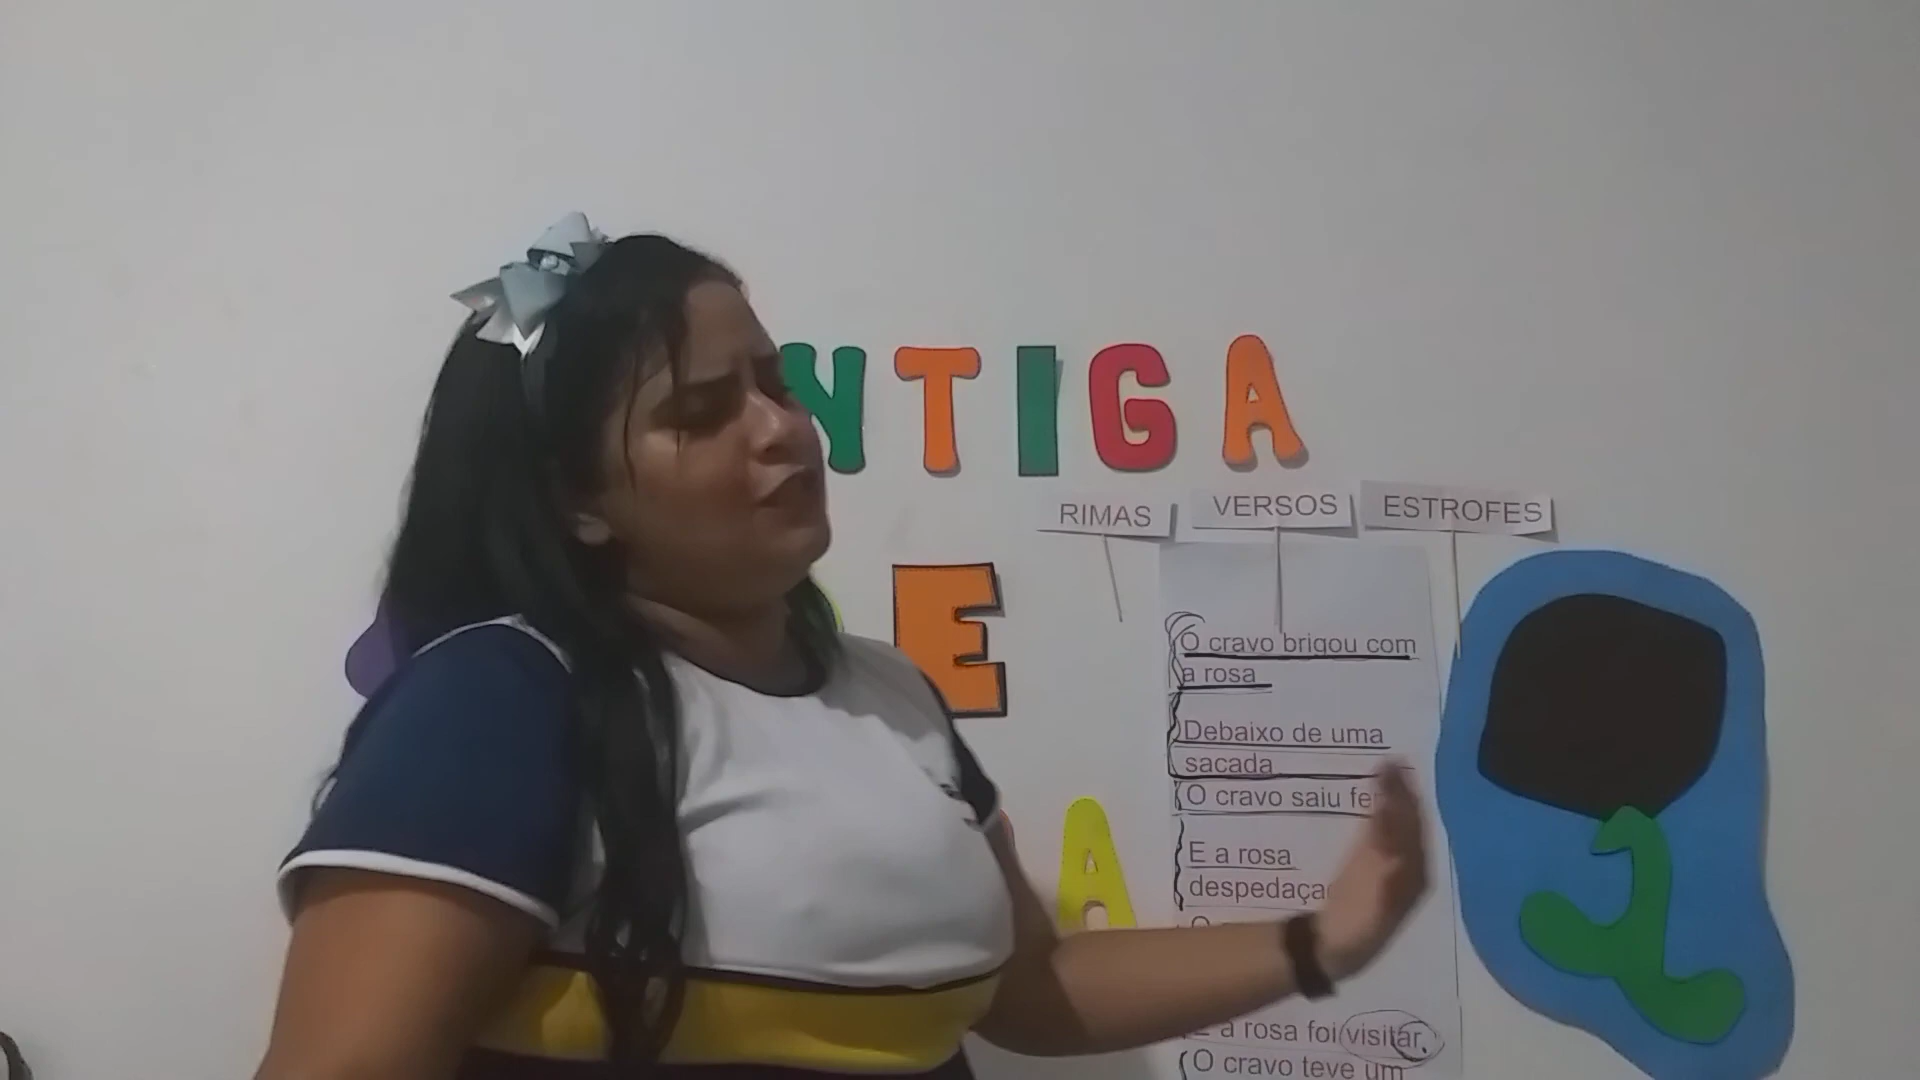 NTIGA
RIMAS VERSOS ESTROFES
E
O cravo brigou com
a rosa
Debaixo de uma
sacada
O cravo saiu fe
A
E a rosa
despedaça
a rosa foi visitar,
O cravo teve um